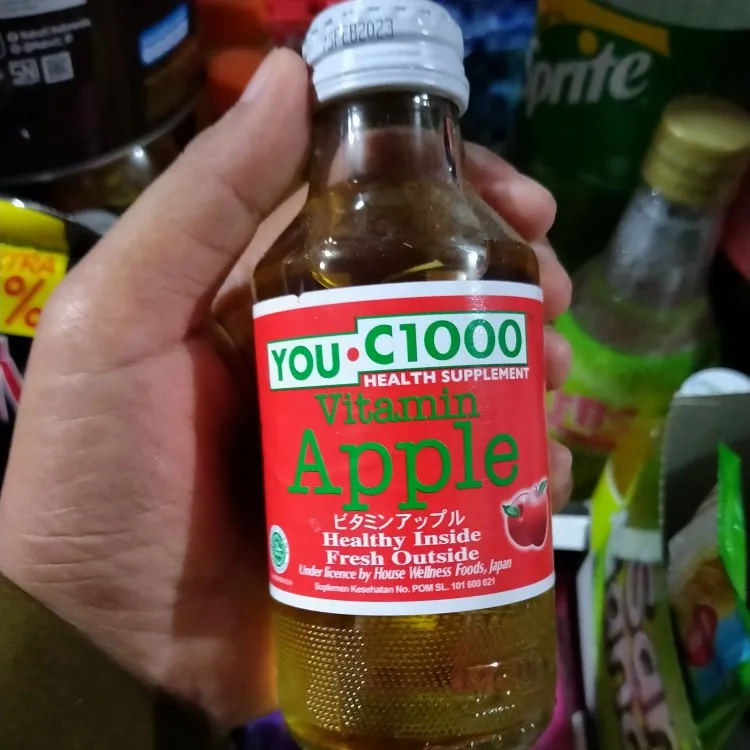 FEB2023
Sprite
%
YOU•C1000
HEALTH SUPPLEMENT
Vitamin
Apple
ビタミンアップル
Healthy Inside
Fresh Outside
Under licence by House Wellness Foods, Japan
Suplemen Kesehatan No. POM SL. 101 600 621